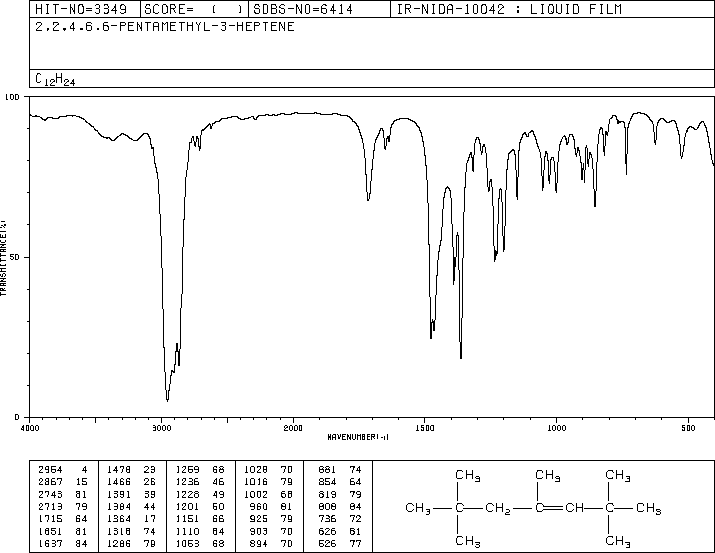 HIT-NO=3349 SCORE= ( ) SDBS-NO=6414 IR-NIDA-10042 : LIQUID FILM
2.2.4.6.6-PENTAMETHYL-3-HEPTENE
C12H24
100
TRANSMITTANCE(%)
50
0
4000 3000 2000 1500 1000 500
WAVENUMBER(-1)
2954 4 1478 23 1259 68 1028 70 881 74
2867 15 1466 26 1236 46 1016 79 854 64
2743 81 1391 39 1228 49 1002 68 819 79
2713 79 1384 44 1201 50 960 81 808 84
1715 64 1364 17 1151 66 925 79 736 72
1651 81 1318 74 1110 84 903 70 626 81
1637 84 1286 79 1053 68 894 70 526 77
CH3 CH3 CH3
CH3 C CH2 C CH C CH3
CH3 CH3